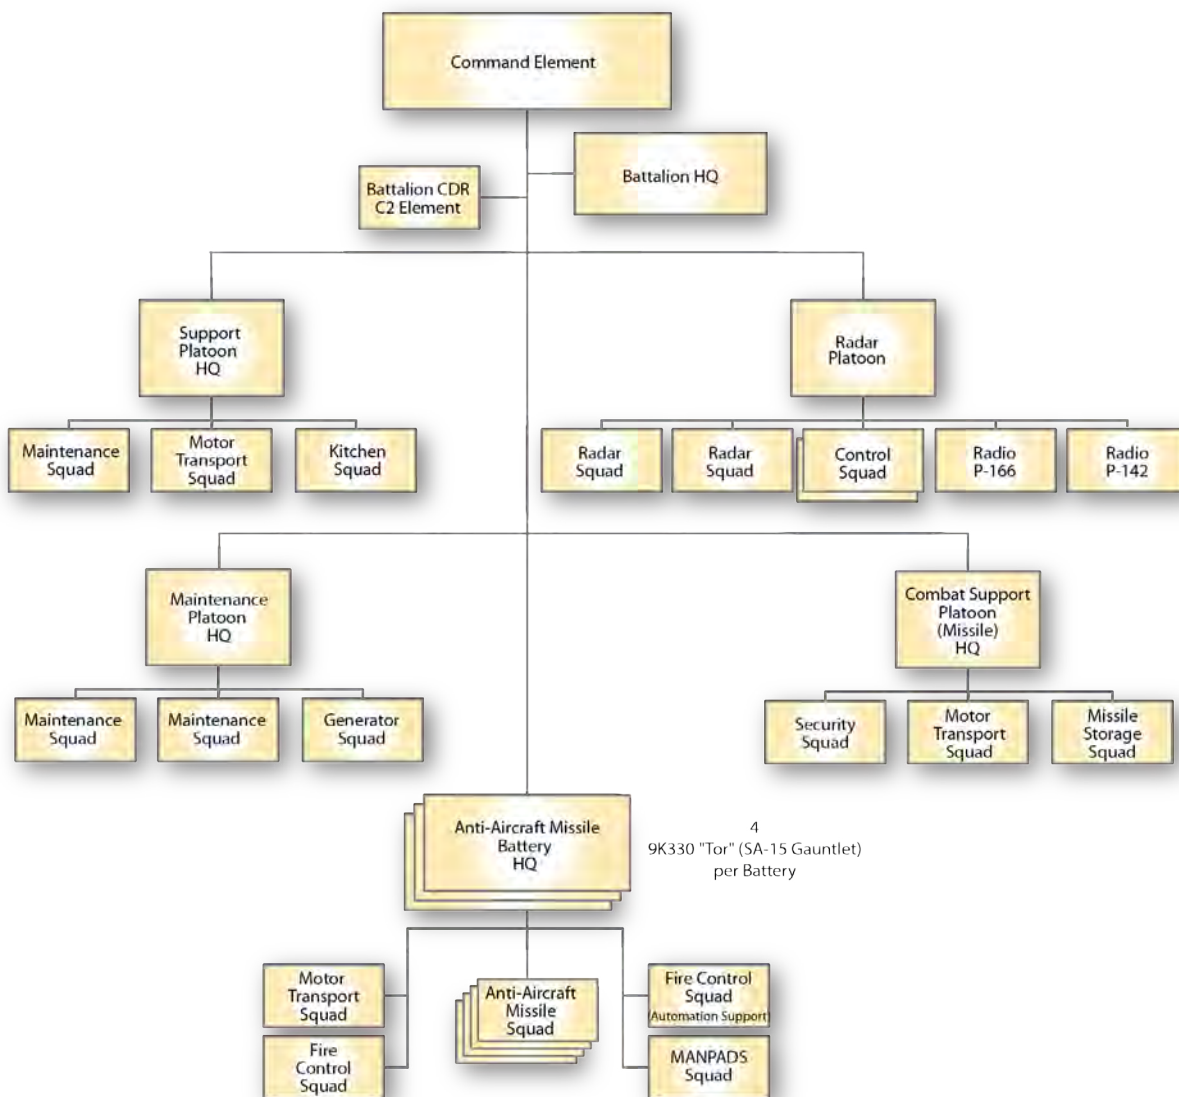 Command Element
Battalion HQ
Battalion CDR
C2 Element
Support
Platoon
HQ
Radar
Platoon
Maintenance
Squad
Motor
Transport
Squad
Kitchen
Squad
Radar
Squad
Radar
Squad
Control
Squad
Radio
P-166
Radio
P-142
Maintenance
Platoon
HQ
Combat Support
Platoon
(Missile)
HQ
Maintenance
Squad
Maintenance
Squad
Generator
Squad
Security
Squad
Motor
Transport
Squad
Missile
Storage
Squad
Anti-Aircraft Missile
Battery
HQ
4
9K330 "Tor" (SA-15 Gauntlet)
per Battery
Motor
Transport
Squad
Anti-Aircraft
Missile
Squad
Fire Control
Squad
(Automation Support)
Fire
Control
Squad
MANPADS
Squad